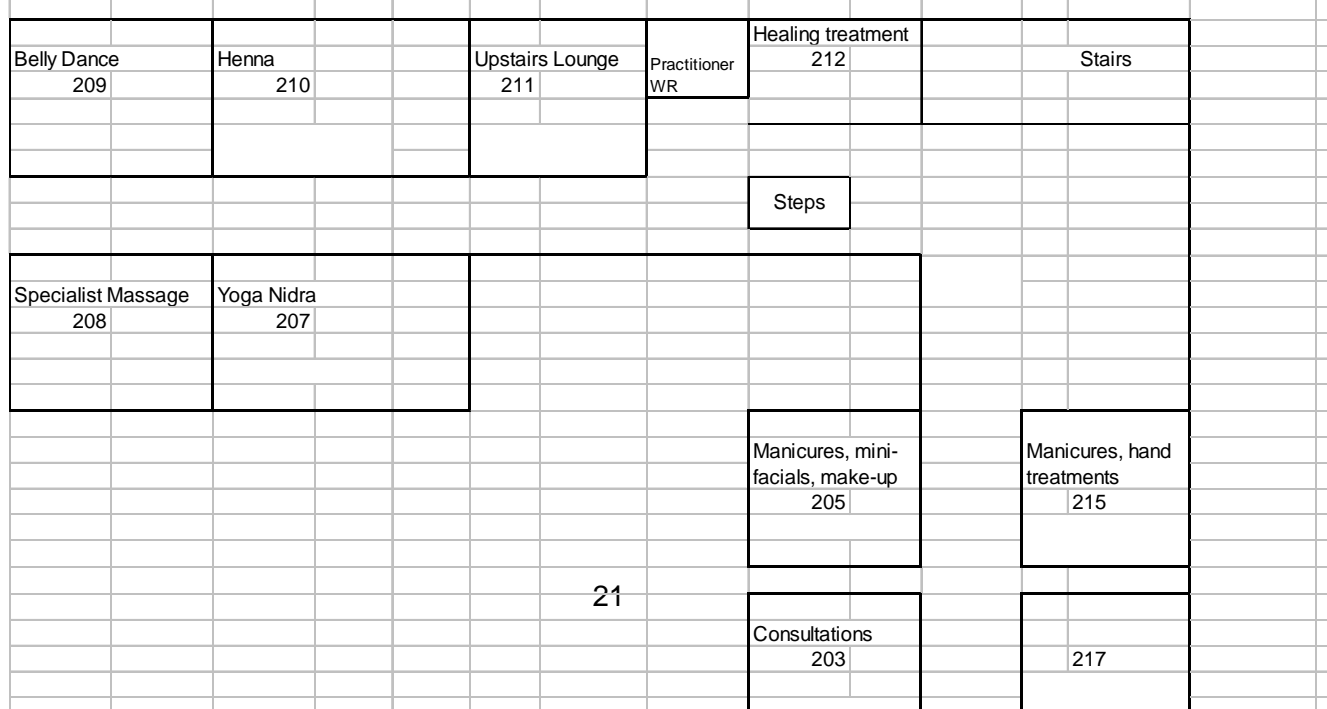 Belly Dance
209
Henna
210
Upstairs Lounge
211
Practitioner
WR
Healing treatment
212
Stairs
Steps
Specialist Massage
208
Yoga Nidra
207
Manicures, mini-
facials, make-up
205
Manicures, hand
treatments
215
21
Consultations
203
217